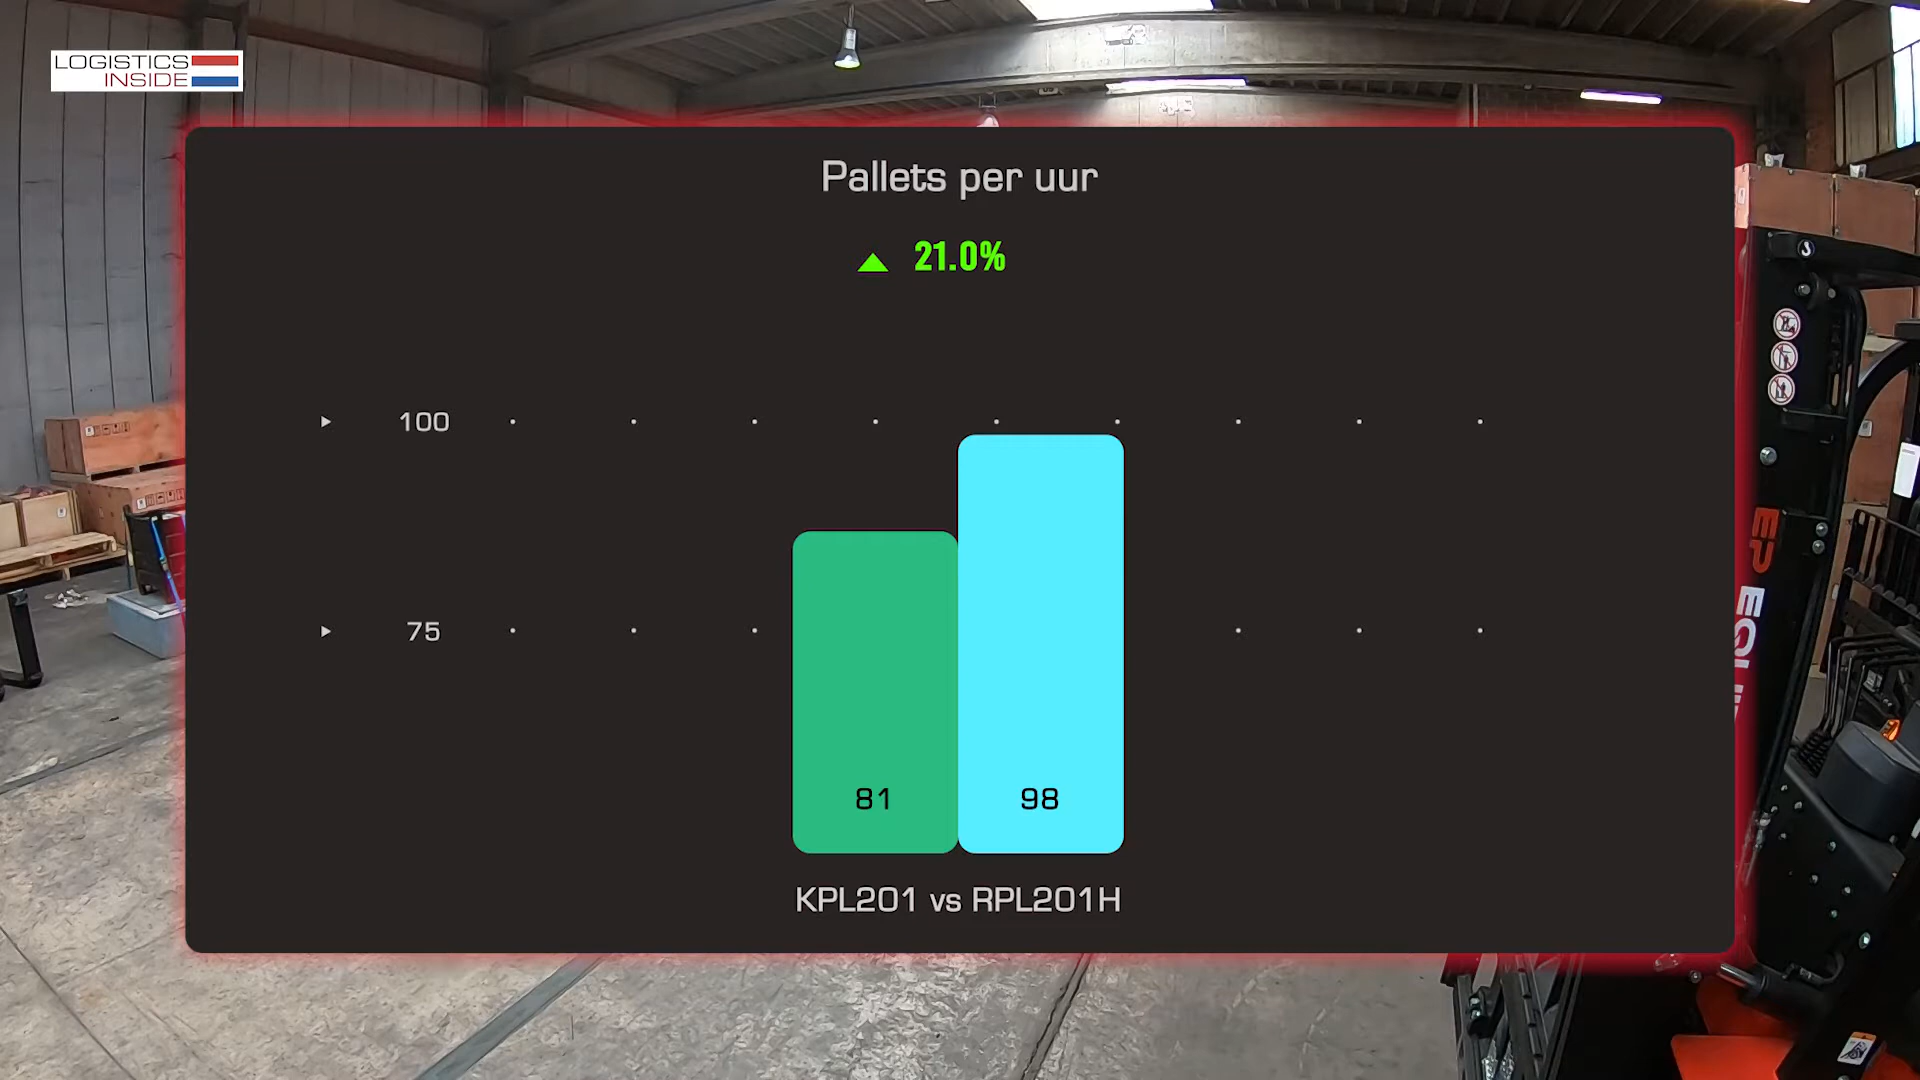 LOGISTICS
INSIDE
Pallets per uur
21.0%
100
75
81
98
KPL201 vs RPL201H
EP